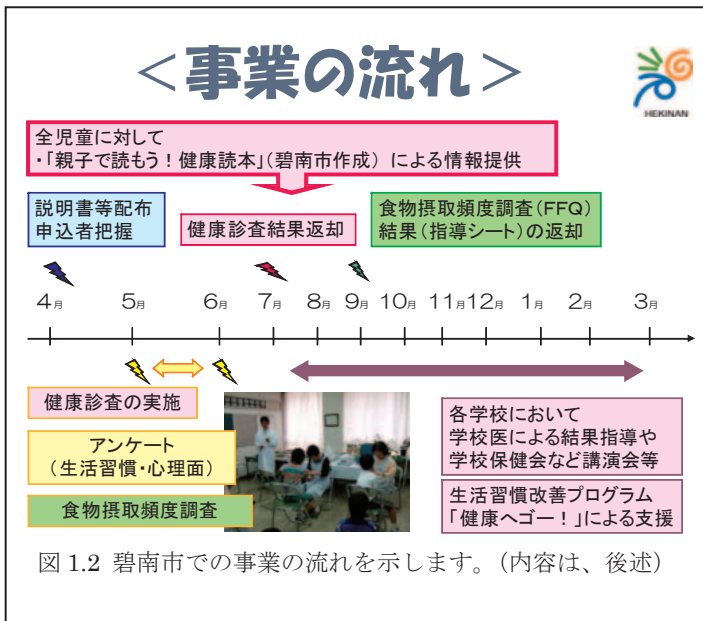 ＜事業の流れ＞
HEKINAN
全児童に対して
・「親子で読もう！健康読本」（碧南市作成） による情報提供
説明書等配布
申込者把握
健康診査結果返却
食物摂取頻度調査（FFQ）
結果（指導シート）の返却
4月 5月 6月 7月 8月 9月 10月 11月 12月 1月 2月 3月
健康診査の実施
アンケート
（生活習慣・心理面）
食物摂取頻度調査
各学校において
学校医による結果指導や
学校保健会など講演会等
生活習慣改善プログラム
「健康へゴー！」による支援
図 1.2 碧南市での事業の流れを示します。（内容は、後述）